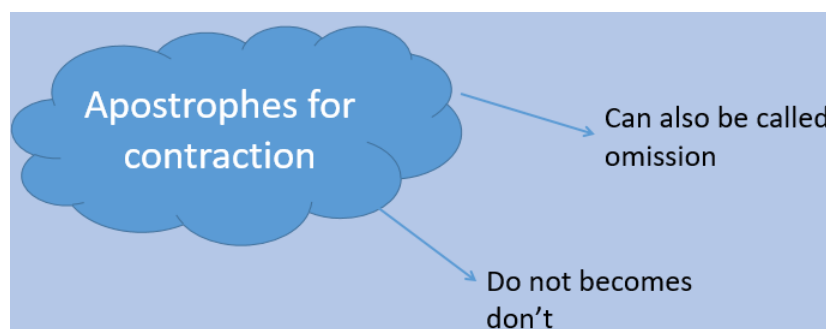 Apostrophes for
contraction
Can also be called
omission
Do not becomes
don't